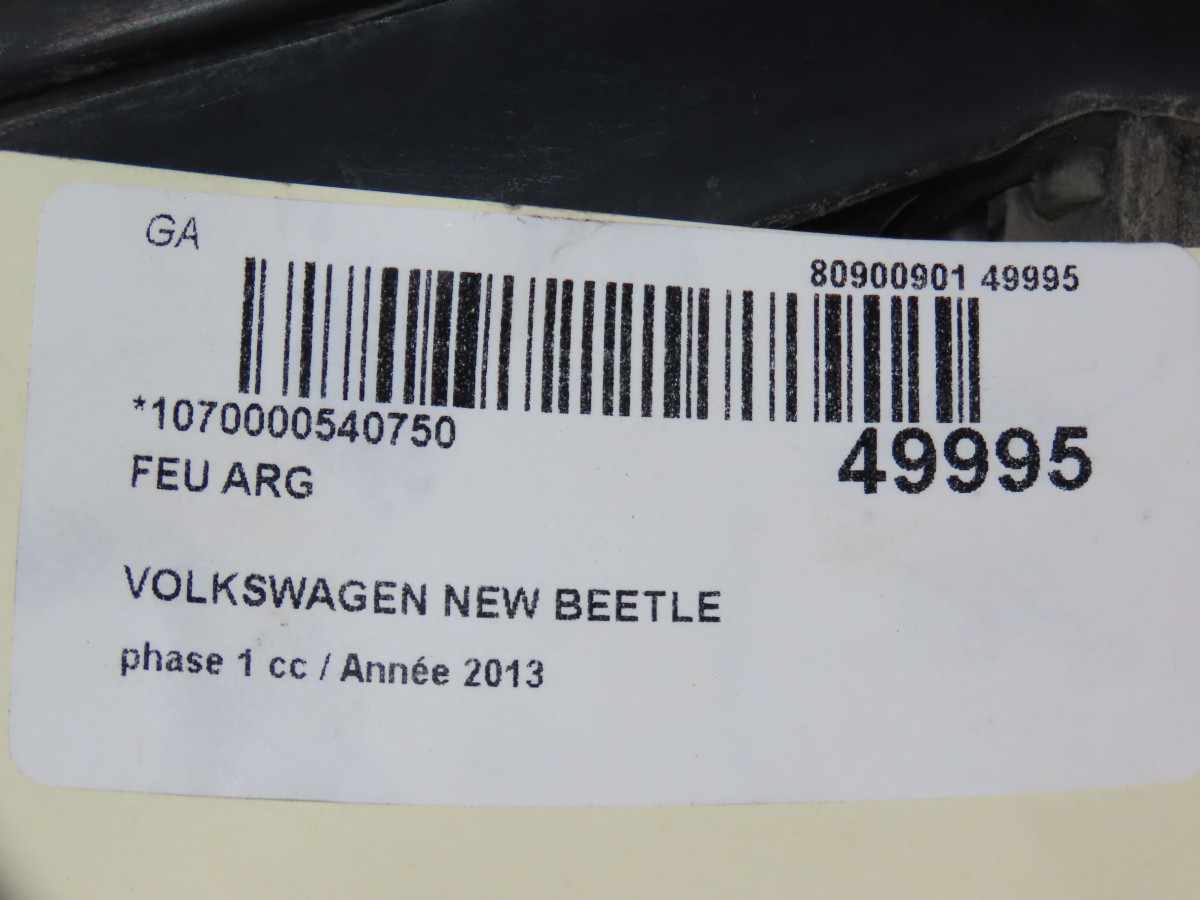 GA
80900901 49995
*1070000540750
49995
FEU ARG
VOLKSWAGEN NEW BEETLE
phase 1 cc / Année 2013